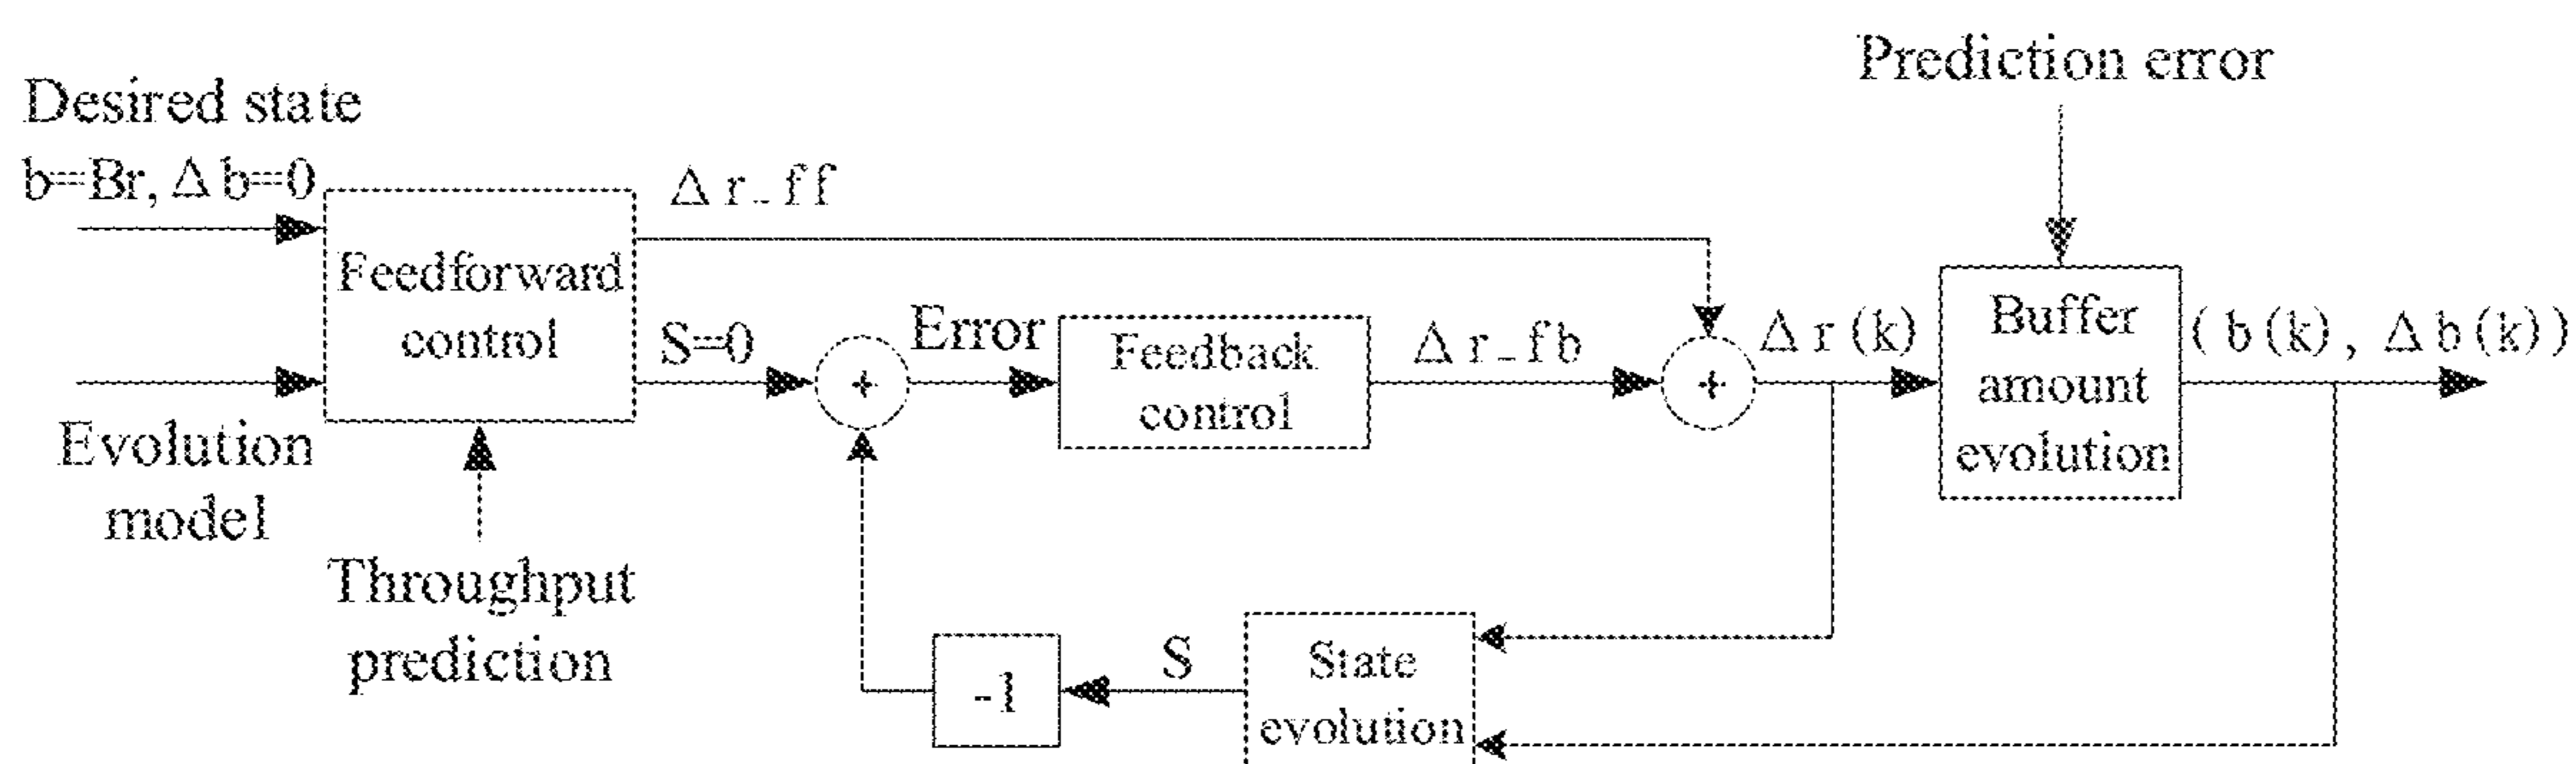 Prediction error
Desired state
b=Br, Δb=0
Δr_ff
Feedforward
control
S=0
+
Error
Feedback
control
Δr_fb
+
Δr(k)
Buffer
amount
evolution
(b(k), Δb(k))
Evolution
model
Throughput
prediction
-1
S
State
evolution